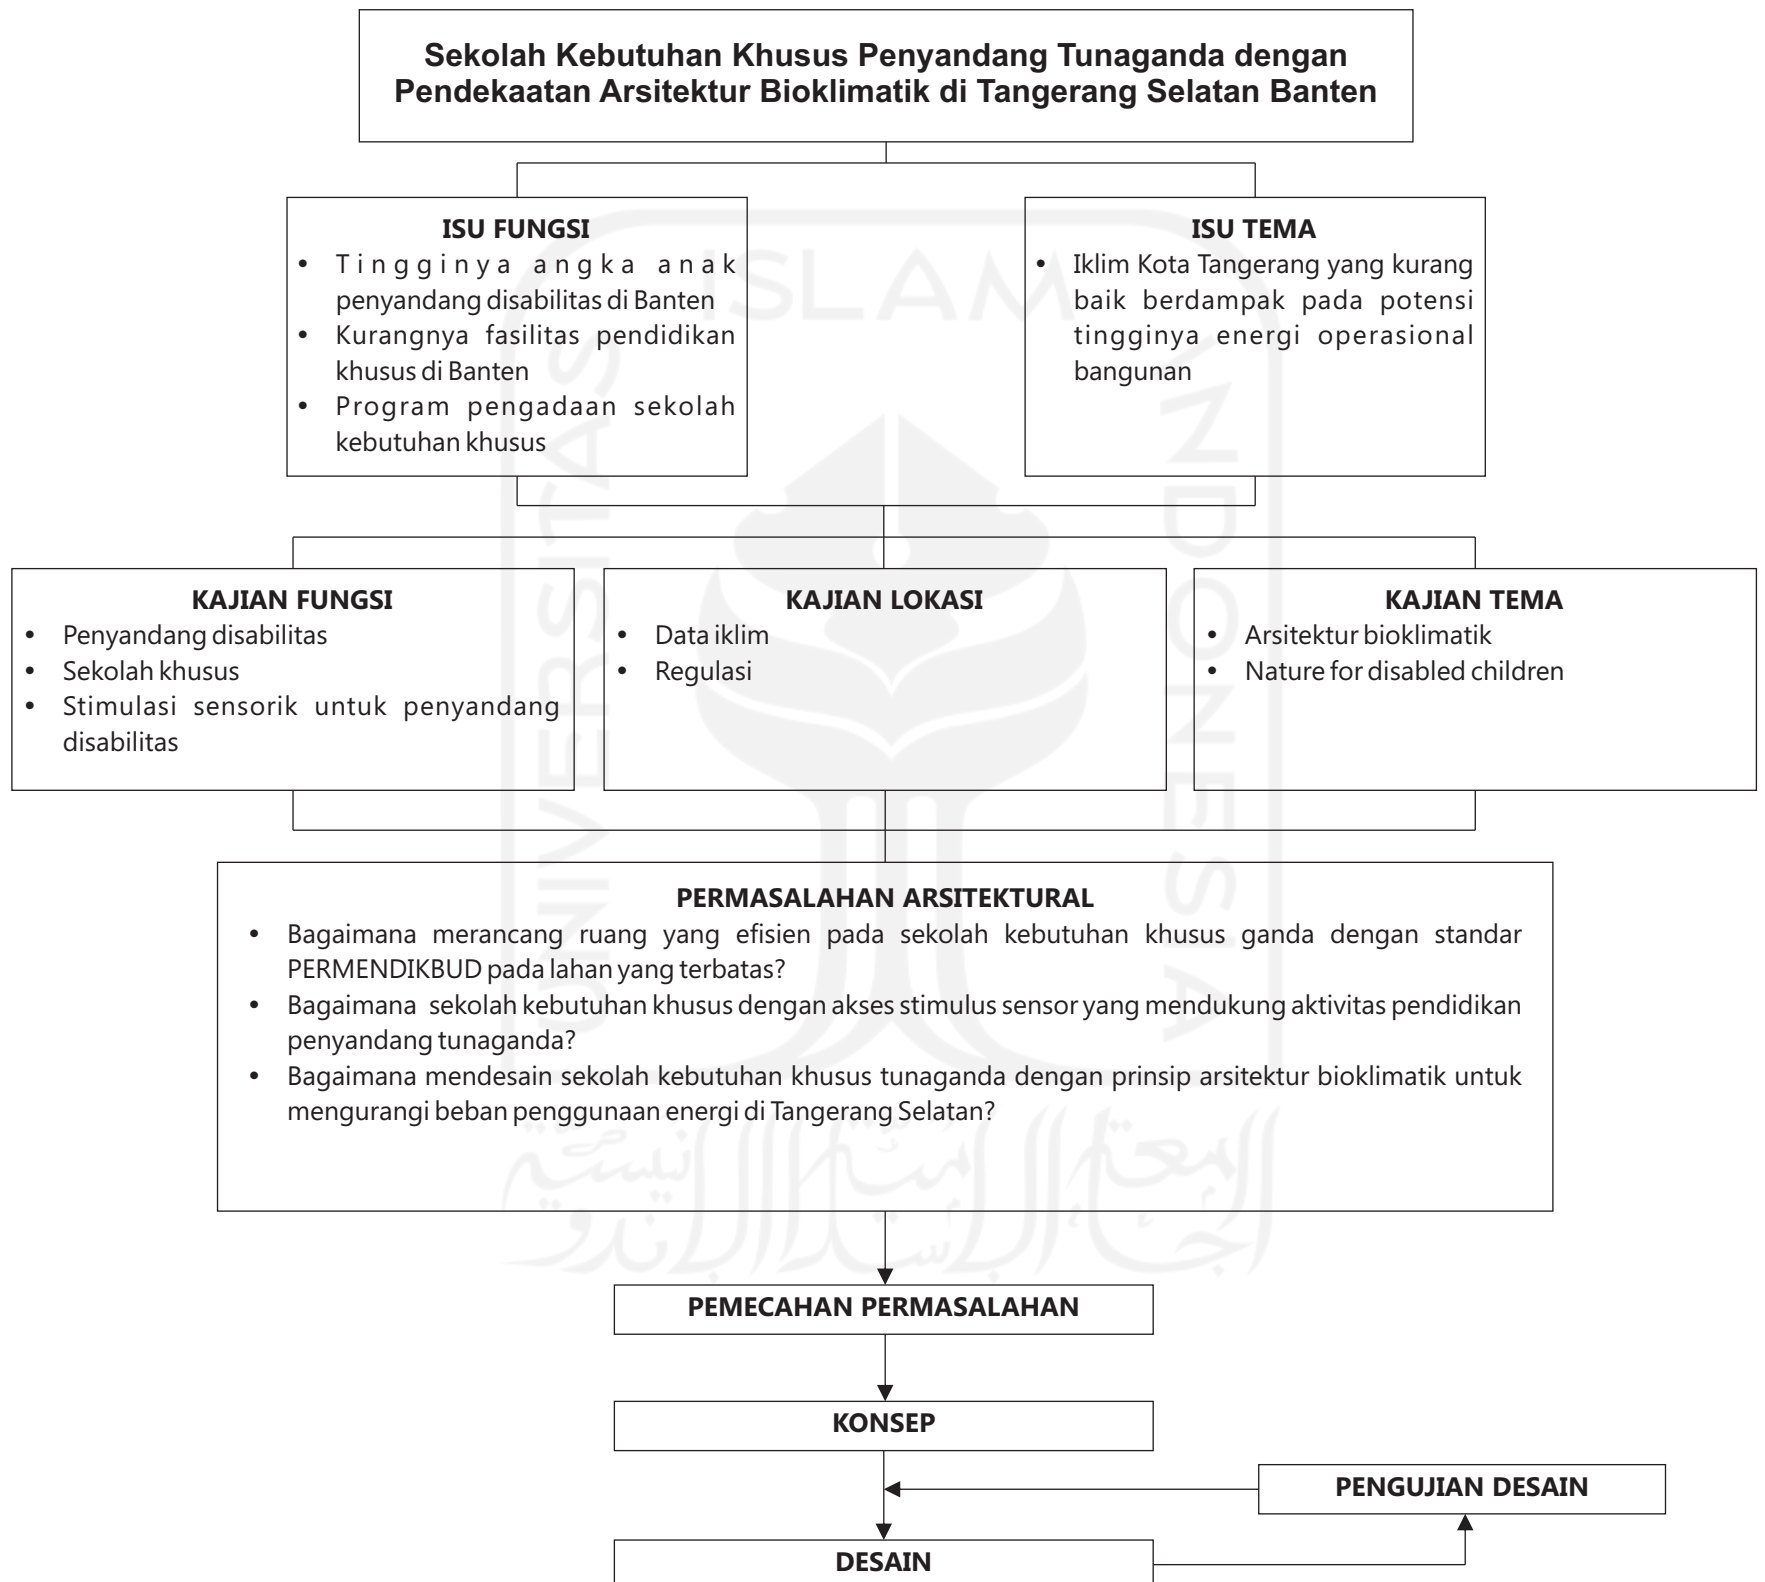 Sekolah Kebutuhan Khusus Penyandang Tunaganda dengan
Pendekaatan Arsitektur Bioklimatik di Tangerang Selatan Banten
ISU FUNGSI
• Tingginya angka anak
penyandang disabilitas di Banten
• Kurangnya fasilitas pendidikan
khusus di Banten
• Program pengadaan sekolah
kebutuhan khusus
ISU TEMA
• Iklim Kota Tangerang yang kurang
baik berdampak pada potensi
tingginya energi operasional
bangunan
KAJIAN FUNGSI
• Penyandang disabilitas
• Sekolah khusus
• Stimulasi sensorik untuk penyandang
disabilitas
KAJIAN LOKASI
• Data iklim
• Regulasi
KAJIAN TEMA
• Arsitektur bioklimatik
• Nature for disabled children
PERMASALAHAN ARSITEKTURAL
• Bagaimana merancang ruang yang efisien pada sekolah kebutuhan khusus ganda dengan standar
PERMENDIKBUD pada lahan yang terbatas?
• Bagaimana sekolah kebutuhan khusus dengan akses stimulus sensor yang mendukung aktivitas pendidikan
penyandang tunaganda?
• Bagaimana mendesain sekolah kebutuhan khusus tunaganda dengan prinsip arsitektur bioklimatik untuk
mengurangi beban penggunaan energi di Tangerang Selatan?
PEMECAHAN PERMASALAHAN
KONSEP
PENGUJIAN DESAIN
DESAIN
UNIVERSITAS
ISLAM
INDONESIA